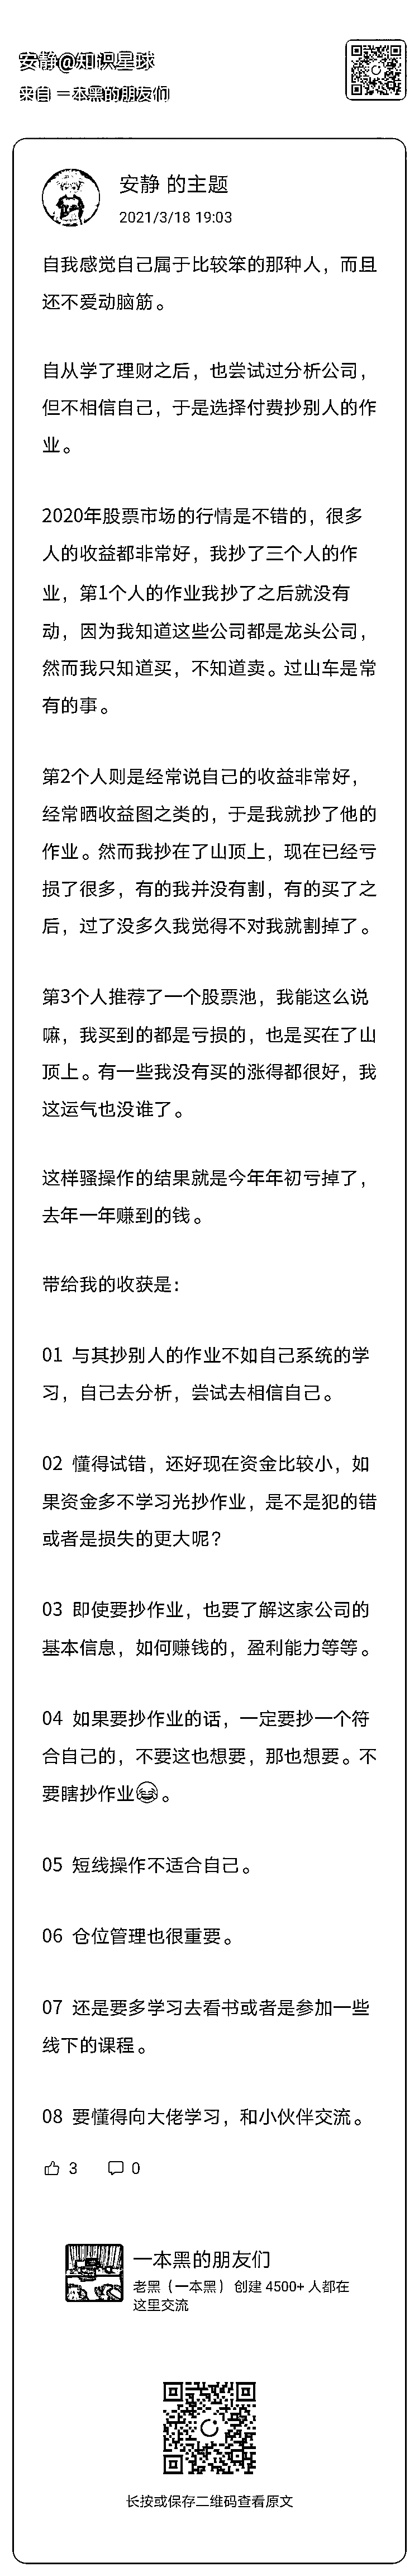 安静@知识星球
来自 一本黑的朋友们
安静 的主题
2021/3/18 19:03
自我感觉自己属于比较笨的那种人，而且
还不爱动脑筋。
自从学了理财之后，也尝试过分析公司，
但不相信自己，于是选择付费抄别人的作
业。
2020年股票市场的行情是不错的，很多
人的收益都非常好，我抄了三个人的作
业，第1个人的作业我抄了之后就没有
动，因为我知道这些公司都是龙头公司，
然而我只知道买，不知道卖。过山车是常
有的事。
第2个人则是经常说自己的收益非常好，
经常晒收益图之类的，于是我就抄了他的
作业。然而我抄在了山顶上，现在已经亏
损了很多，有的我并没有割，有的买了之
后，过了没多久我觉得不对我就割掉了。
第3个人推荐了一个股票池，我能这么说
嘛，我买到的都是亏损的，也是买在了山
顶上。有一些我没有买的涨得都很好，我
这运气也没谁了。
这样骚操作的结果就是今年年初亏掉了，
去年一年赚到的钱。
带给我的收获是：
01 与其抄别人的作业不如自己系统的学
习，自己去分析，尝试去相信自己。
02 懂得试错，还好现在资金比较小，如
果资金多不学习光抄作业，是不是犯的错
或者是损失的更大呢？
03 即使要抄作业，也要了解这家公司的
基本信息，如何赚钱的，盈利能力等等。
04 如果要抄作业的话，一定要抄一个符
合自己的，不要这也想要，那也想要。不
要瞎抄作业😂。
05 短线操作不适合自己。
06 仓位管理也很重要。
07 还是要多学习去看书或者是参加一些
线下的课程。
08 要懂得向大佬学习，和小伙伴交流。
3 0
一本黑的朋友们
老黑（一本黑） 创建 4500+ 人都在
这里交流
长按或保存二维码查看原文